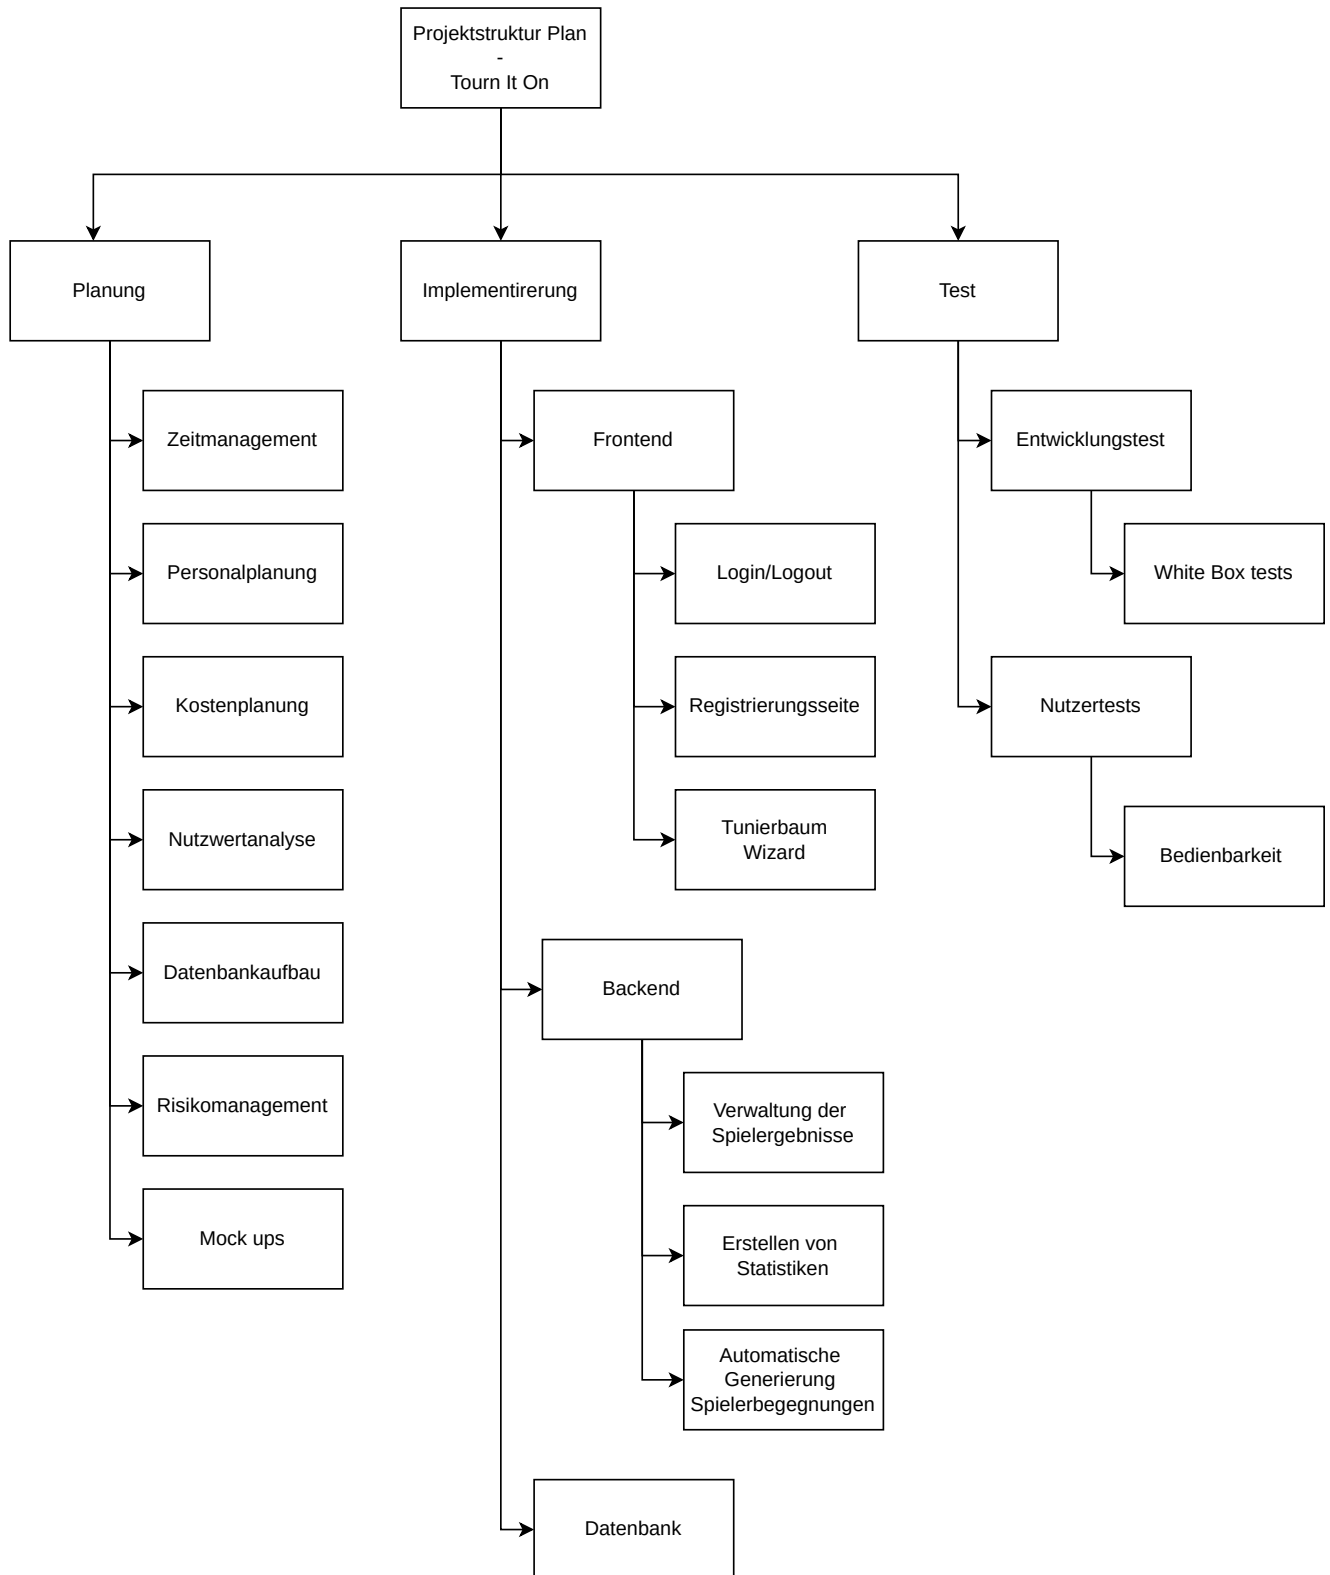 Projektstruktur Plan
-
Tourn It On
Planung
Implementirerung
Test
Zeitmanagement
Personalplanung
Kostenplanung
Nutzwertanalyse
Datenbankaufbau
Risikomanagement
Mock ups
Frontend
Login/Logout
Registrierungsseite
Tunierbaum
Wizard
Backend
Verwaltung der
Spielergebnisse
Erstellen von
Statistiken
Automatische
Generierung
Spielerbegegnungen
Datenbank
Entwicklungstest
White Box tests
Nutzertests
Bedienbarkeit